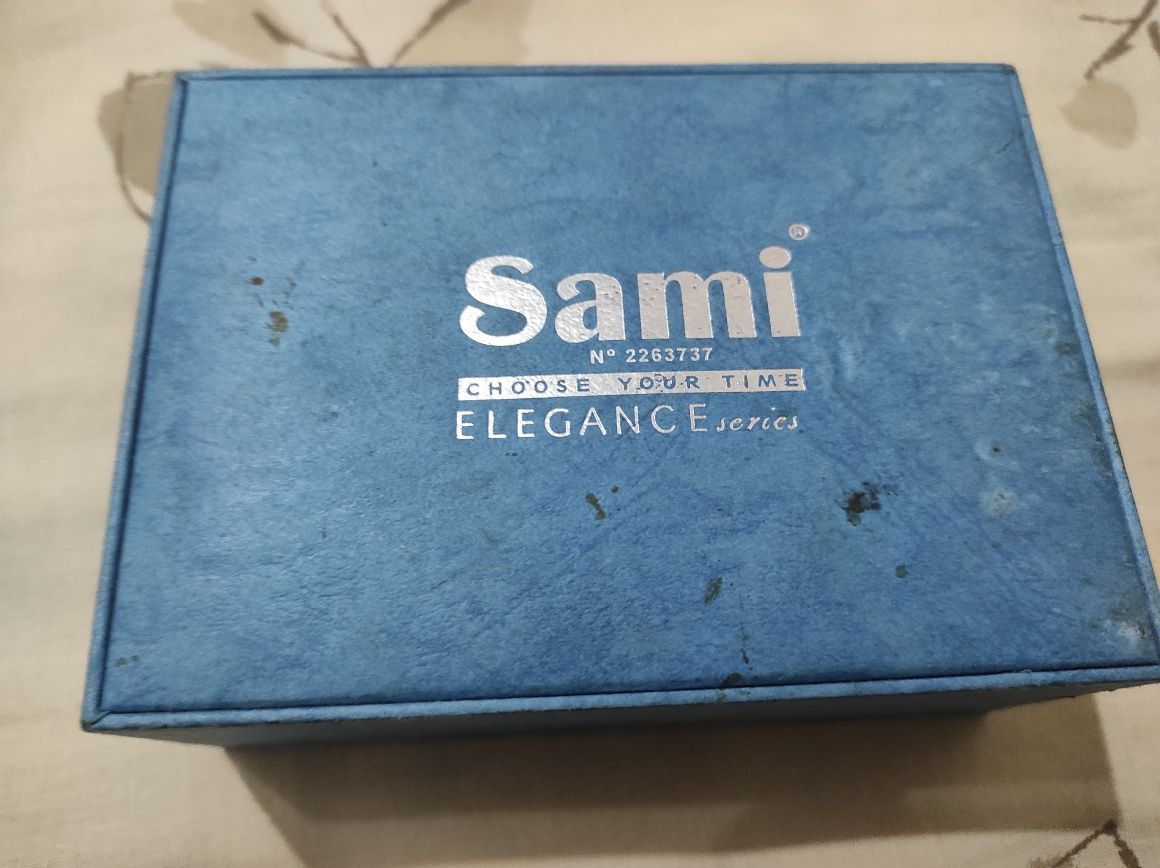 Sami®
Nº 2263737
CHOOSE YOUR TIME
ELEGANCE series